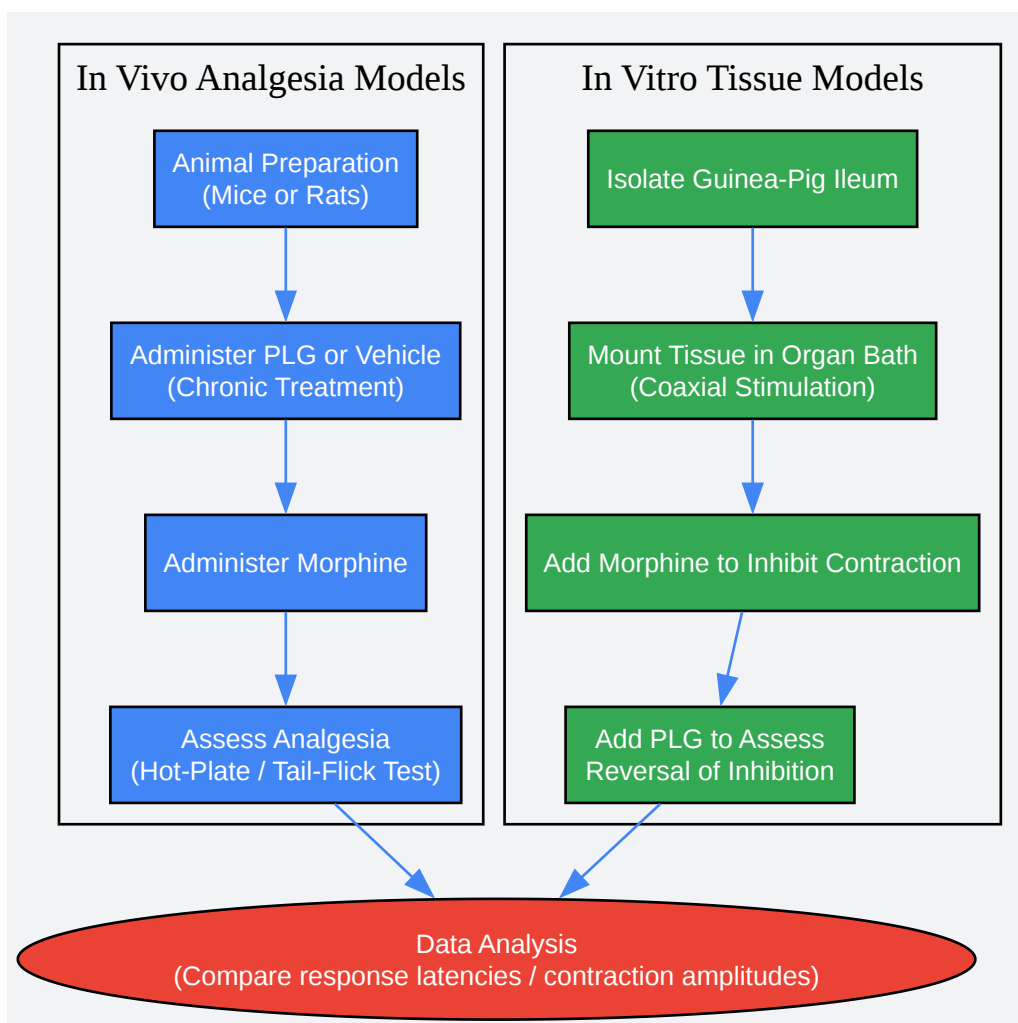 In Vivo Analgesia Models
Animal Preparation
(Mice or Rats)
Administer PLG or Vehicle
(Chronic Treatment)
Administer Morphine
Assess Analgesia
(Hot-Plate / Tail-Flick Test)
In Vitro Tissue Models
Isolate Guinea-Pig Ileum
Mount Tissue in Organ Bath
(Coaxial Stimulation)
Add Morphine to Inhibit Contraction
Add PLG to Assess
Reversal of Inhibition
Data Analysis
(Compare response latencies / contraction amplitudes)